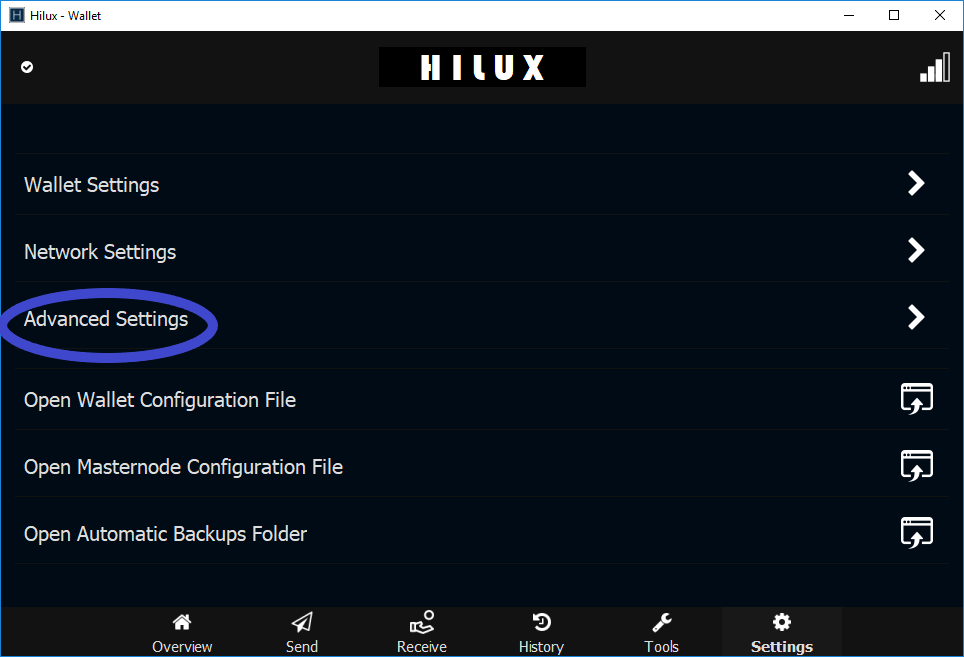 Hilux - Wallet
HILUX
Wallet Settings
Network Settings
Advanced Settings
Open Wallet Configuration File
Open Masternode Configuration File
Open Automatic Backups Folder
Overview
Send
Receive
History
Tools
Settings